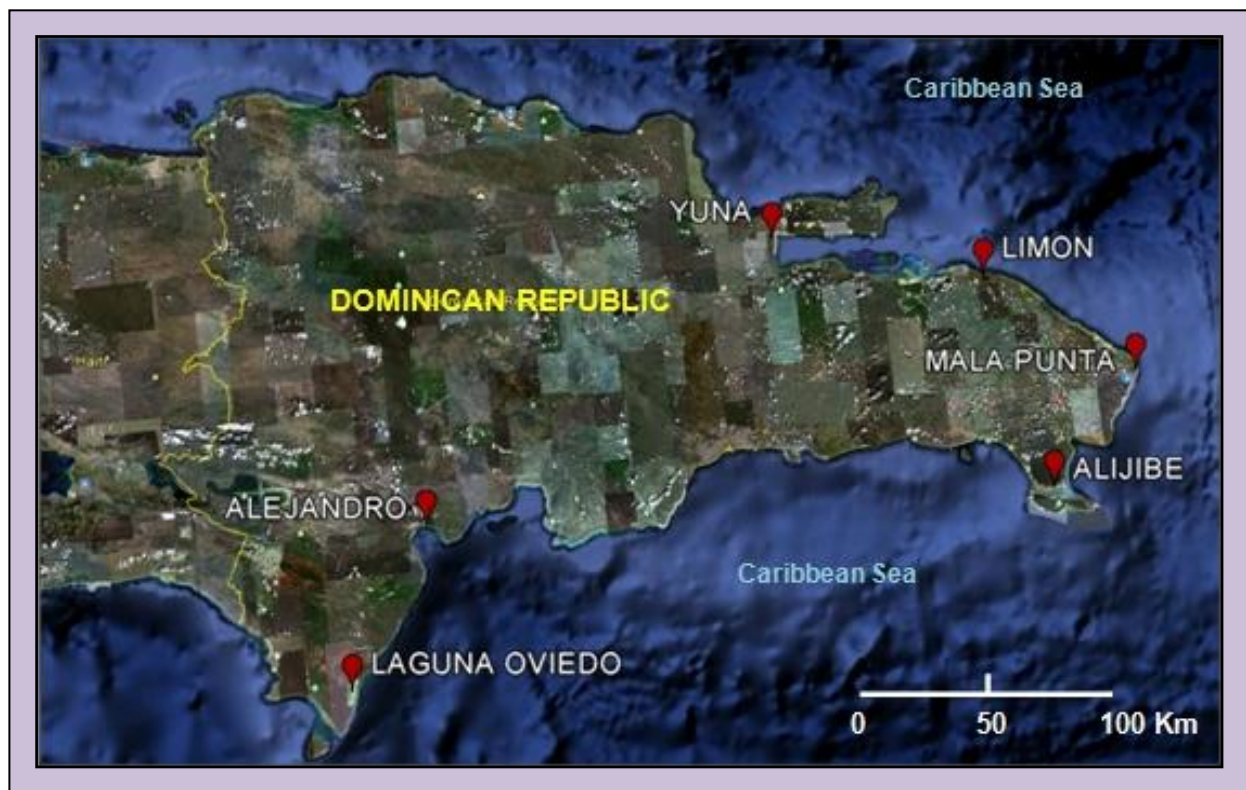 Caribbean Sea
YUNA
LIMON
DOMINICAN REPUBLIC
MALA PUNTA
ALIJIBE
ALEJANDRO
Caribbean Sea
LAGUNA OVIEDO
0 50 100 Km